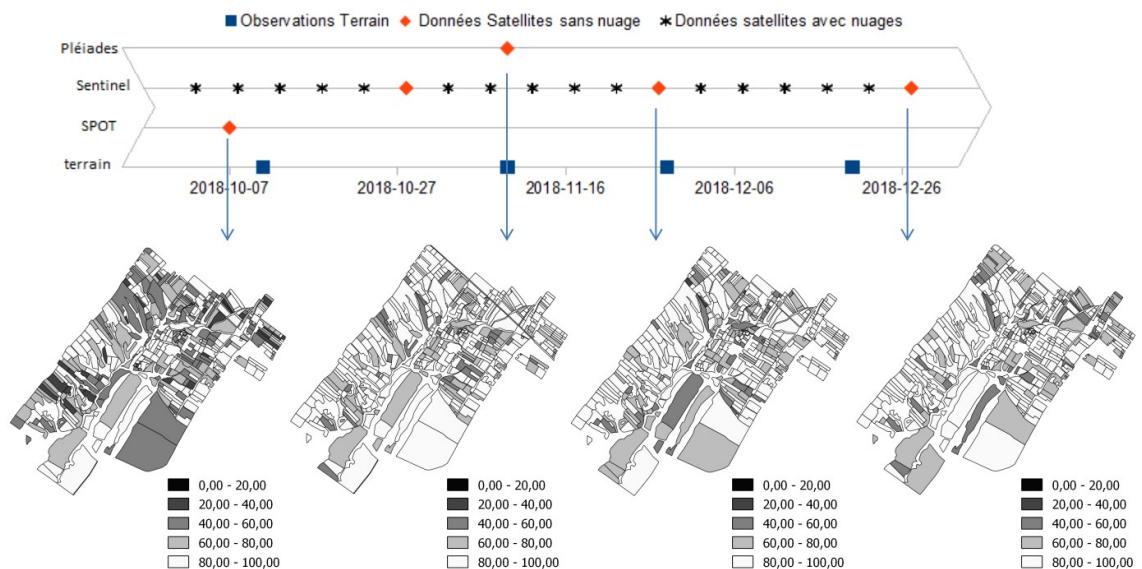 Observations Terrain Données Satellites sans nuage Données satellites avec nuages
Pléiades
Sentinel
SPOT
terrain
2018-10-07 2018-10-27 2018-11-16 2018-12-06 2018-12-26
0,00 - 20,00
20,00 - 40,00
40,00 - 60,00
60,00 - 80,00
80,00 - 100,00
0,00 - 20,00
20,00 - 40,00
40,00 - 60,00
60,00 - 80,00
80,00 - 100,00
0,00 - 20,00
20,00 - 40,00
40,00 - 60,00
60,00 - 80,00
80,00 - 100,00
0,00 - 20,00
20,00 - 40,00
40,00 - 60,00
60,00 - 80,00
80,00 - 100,00